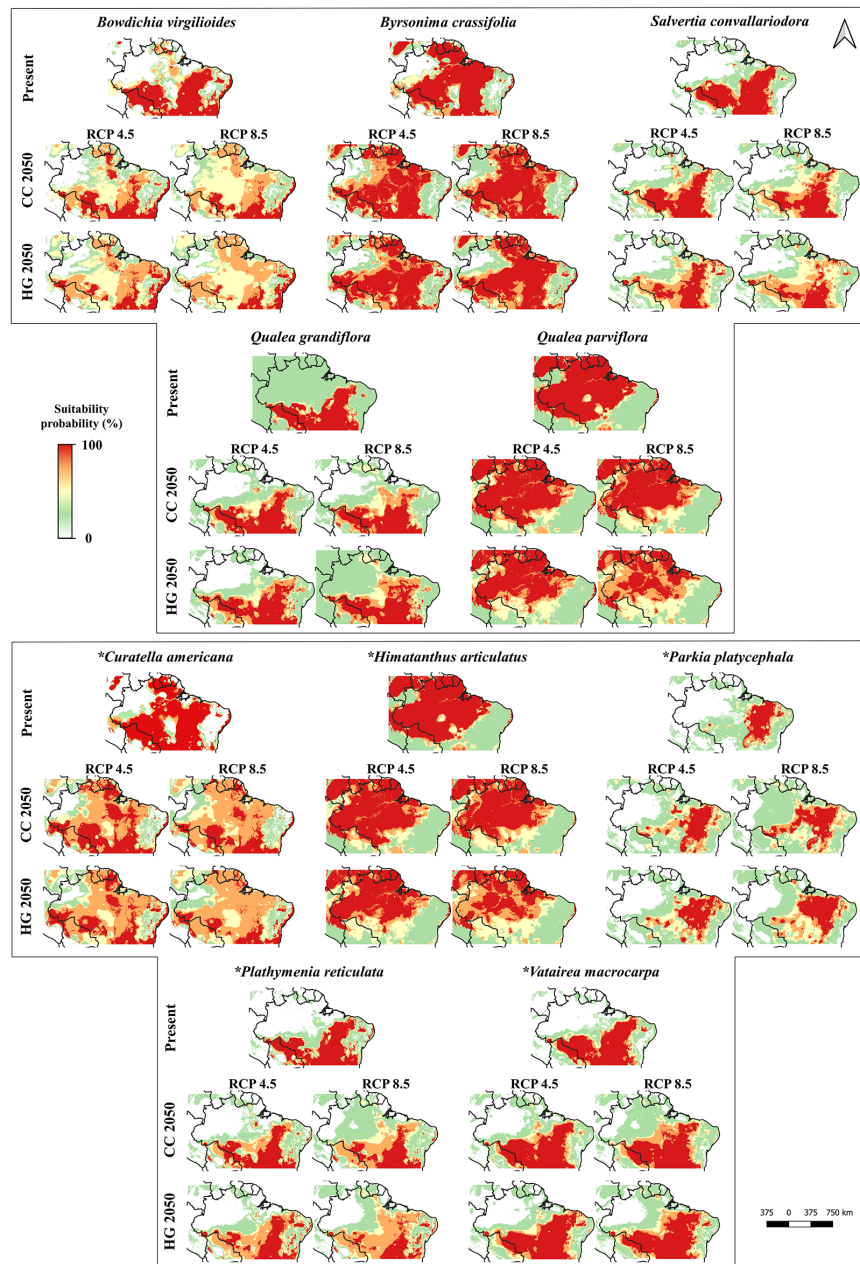 Bowdichia virgilioides Byrsonima crassifolia Salvertia convallariodora
Present
RCP 4.5 RCP 8.5 RCP 4.5 RCP 8.5 RCP 4.5 RCP 8.5
CC 2050
HG 2050
Qualea grandiflora Qualea parviflora
Present
Suitability
probability (%)
100
0
RCP 4.5 RCP 8.5 RCP 4.5 RCP 8.5
CC 2050
HG 2050
*Curatella americana *Himatanthus articulatus *Parkia platycephala
Present
RCP 4.5 RCP 8.5 RCP 4.5 RCP 8.5 RCP 4.5 RCP 8.5
CC 2050
HG 2050
*Plathymenia reticulata *Vatairea macrocarpa
Present
RCP 4.5 RCP 8.5 RCP 4.5 RCP 8.5
CC 2050
HG 2050
375 0 375 750 km